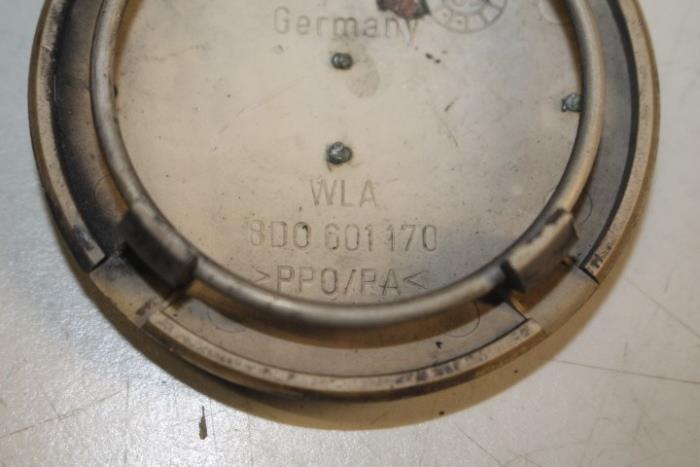 Germany
WLA
8D0 601 170
>PPO/PA<